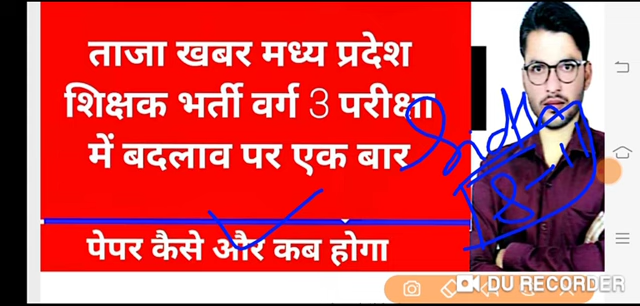 ताजा खबर मध्य प्रदेश
शिक्षक भर्ती वर्ग 3 परीक्षा
में बदलाव पर एक बार
पेपर कैसे और कब होगा
DU RECORDER